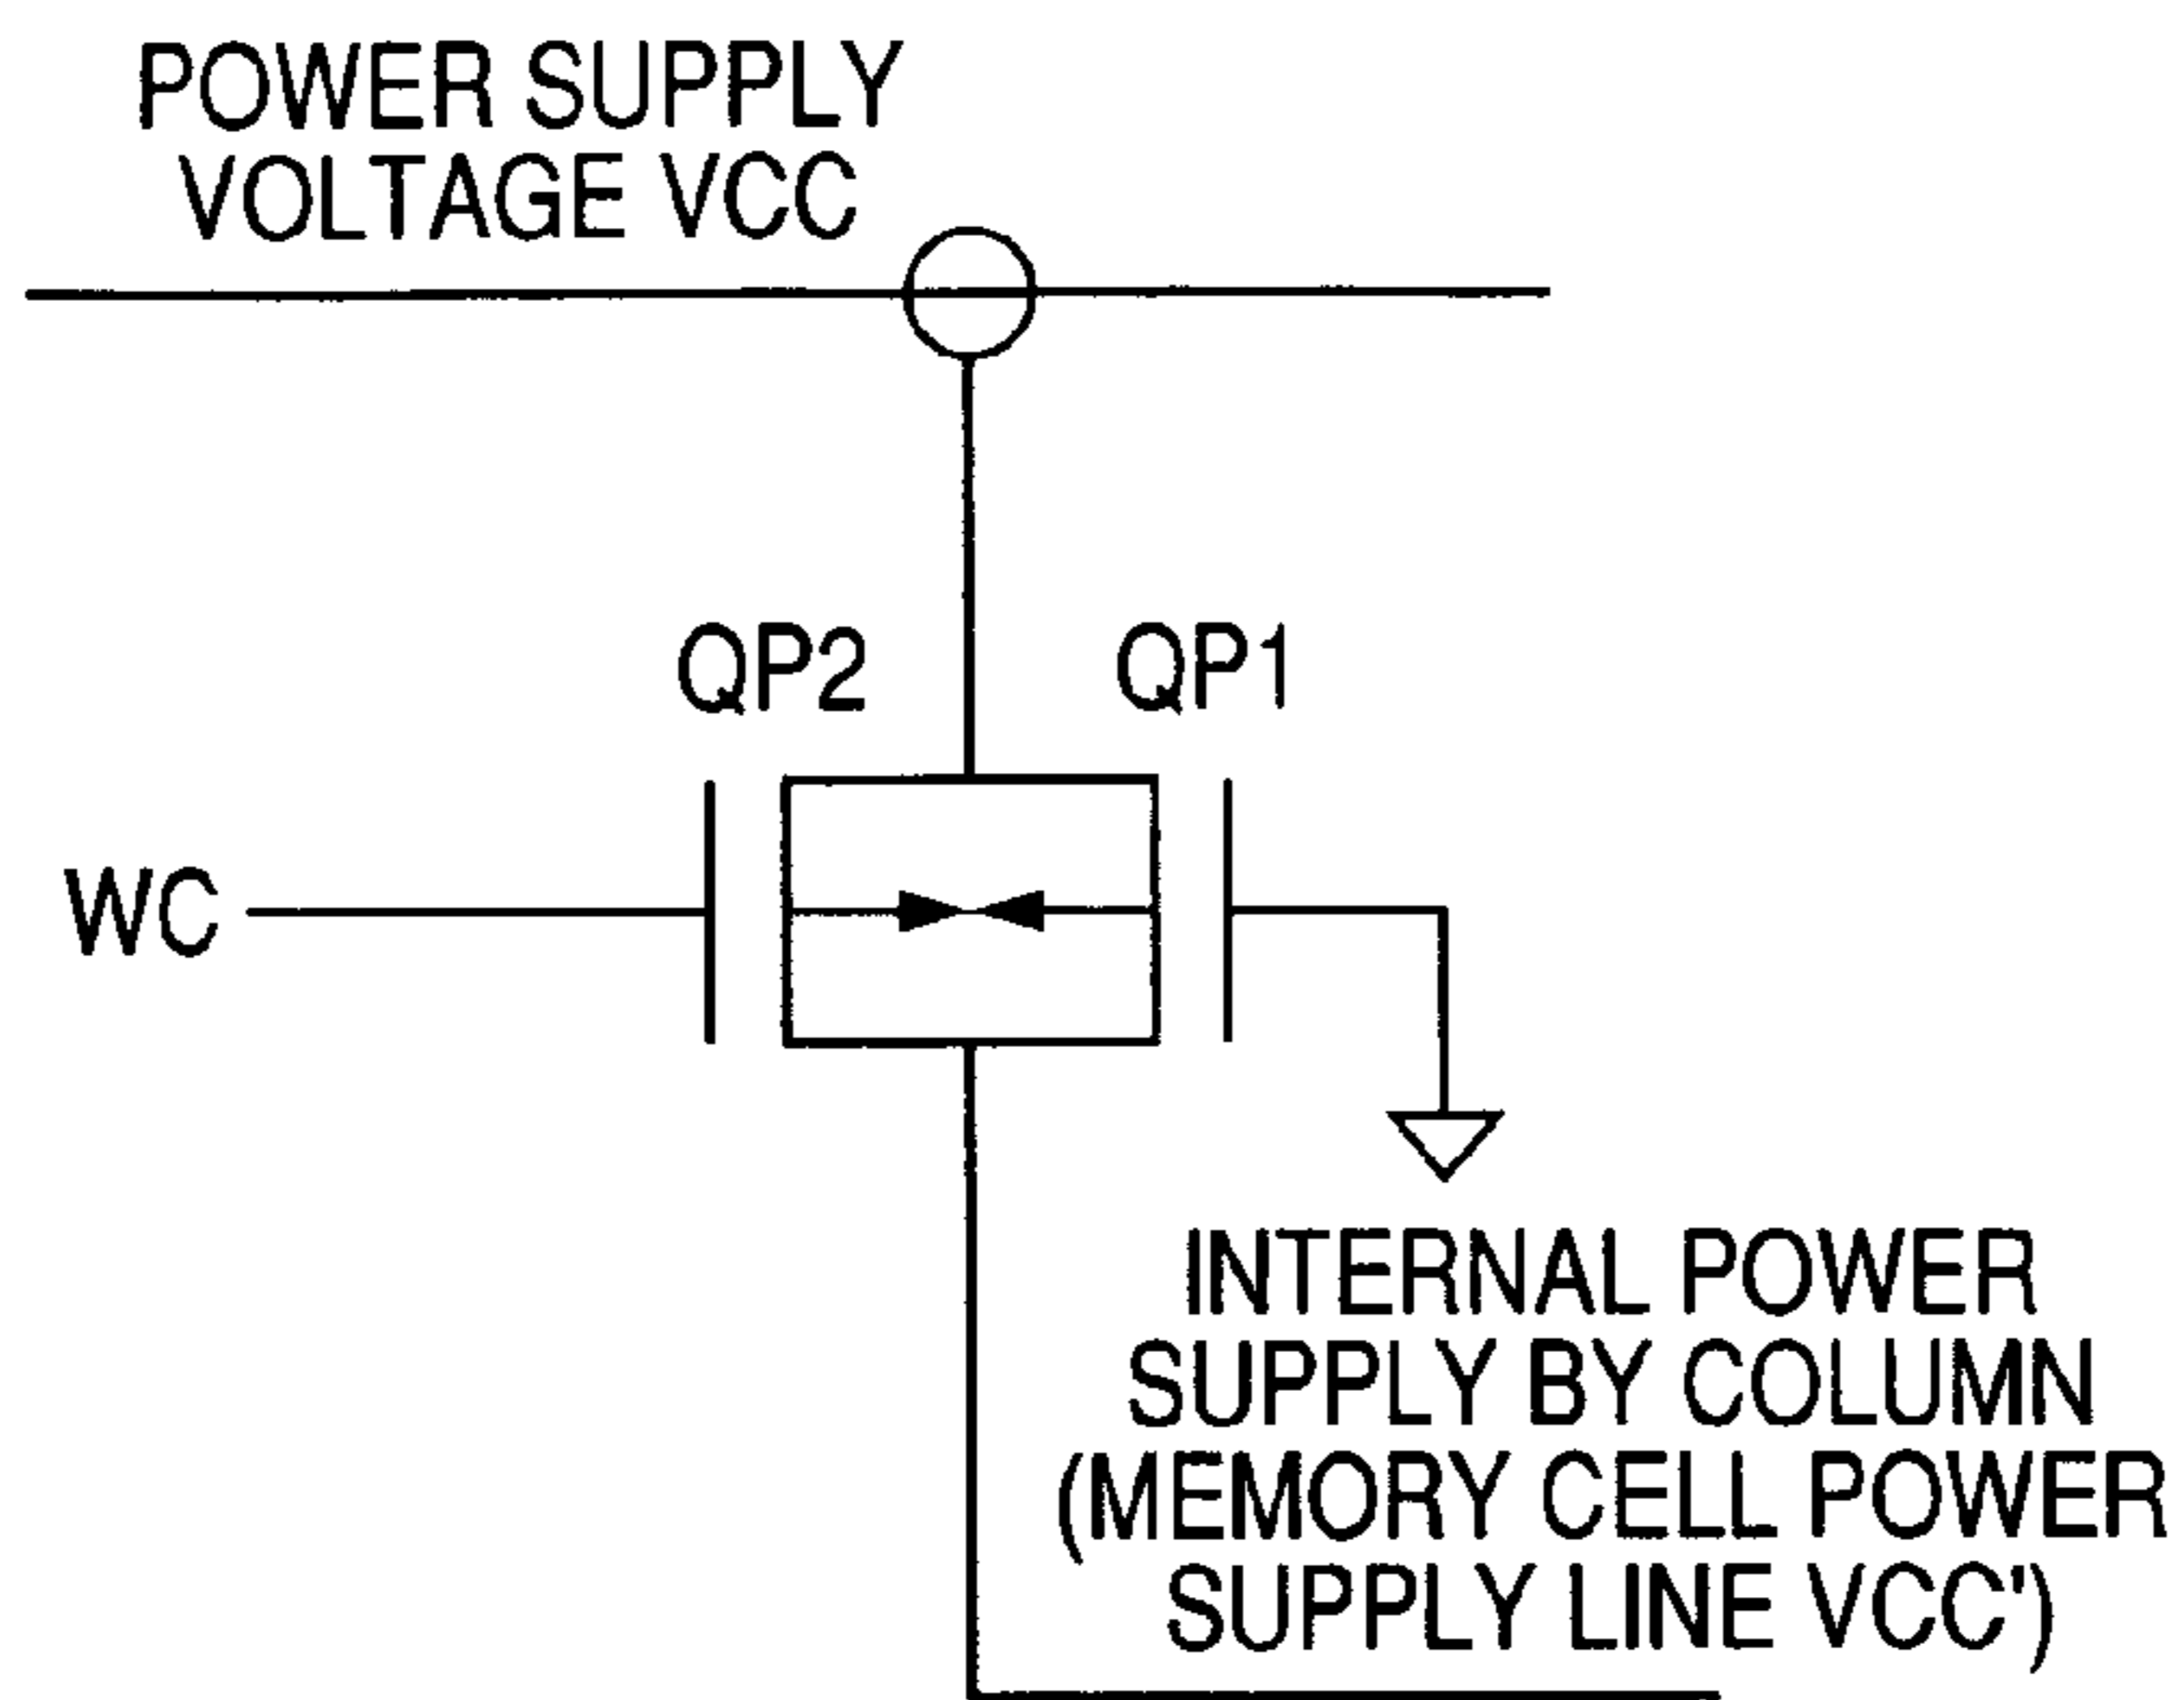 POWER SUPPLY
VOLTAGE VCC
QP2
QP1
WC
INTERNAL POWER
SUPPLY BY COLUMN
(MEMORY CELL POWER
SUPPLY LINE VCC')